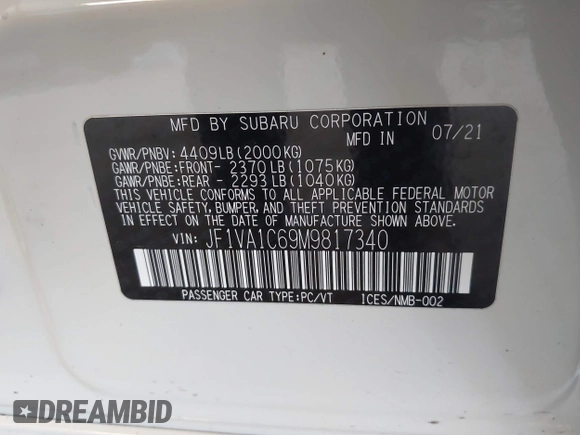 MFD BY SUBARU CORPORATION
MFD IN 07/21
GVWR/PNBV: 4409LB(2000KG)
GAWR/PNBE:FRONT- 2370LB(1075KG)
GAWR/PNBE:REAR - 2293LB(1040KG)
THIS VEHICLE CONFORMS TO ALL APPLICABLE FEDERAL MOTOR
VEHICLE SAFETY, BUMPER, AND THEFT PREVENTION STANDARDS
IN EFFECT ON THE DATE OF MANUFACTURE SHOWN ABOVE.
VIN: JF1VA1C69M9817340
PASSENGER CAR TYPE:PC/VT ICES/NMB-002
#DREAMBID